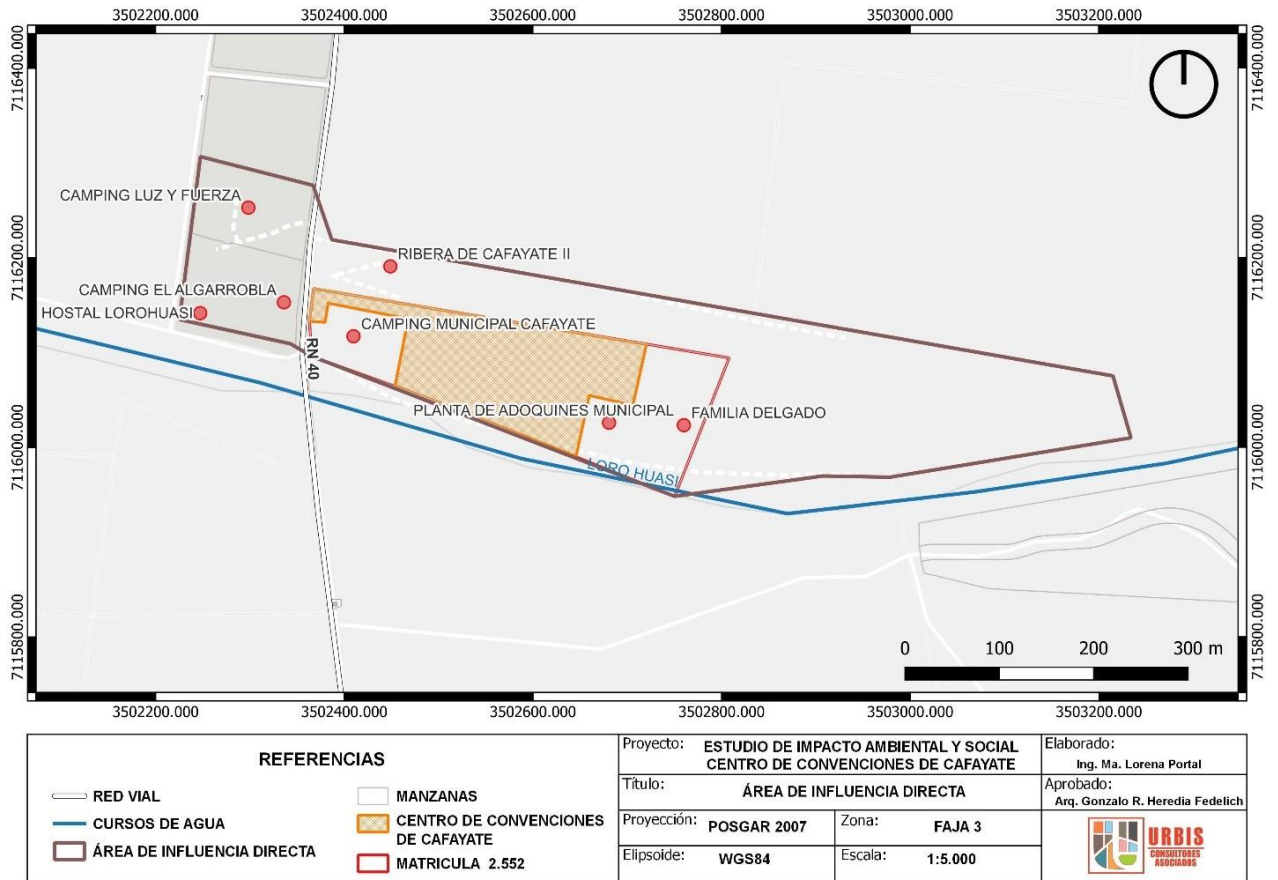 3502200.000 3502400.000 3502600.000 3502800.000 3503000.000 3503200.000
7116400.000
7116400.000
7116200.000
7116200.000
7116000.000
7116000.000
7115800.000
7115800.000
CAMPING LUZ Y FUERZA
RIBERA DE CAFAYATE II
CAMPING EL ALGARROBLA
HOSTAL LOROHUASI
CAMPING MUNICIPAL CAFAYATE
RN 40
PLANTA DE ADOQUINES MUNICIPAL
FAMILIA DELGADO
LORO HUASI
0 100 200 300 m
3502200.000 3502400.000 3502600.000 3502800.000 3503000.000 3503200.000
REFERENCIAS
RED VIAL
CURSOS DE AGUA
ÁREA DE INFLUENCIA DIRECTA
MANZANAS
CENTRO DE CONVENCIONES
DE CAFAYATE
MATRICULA 2.552
Proyecto: ESTUDIO DE IMPACTO AMBIENTAL Y SOCIAL
CENTRO DE CONVENCIONES DE CAFAYATE
Título: ÁREA DE INFLUENCIA DIRECTA
Proyección: POSGAR 2007 Zona: FAJA 3
Elipsoide: WGS84 Escala: 1:5.000
Elaborado:
Ing. Ma. Lorena Portal
Aprobado:
Arq. Gonzalo R. Heredia Fedelich
URBIS
CONSULTORES
ASOCIADOS